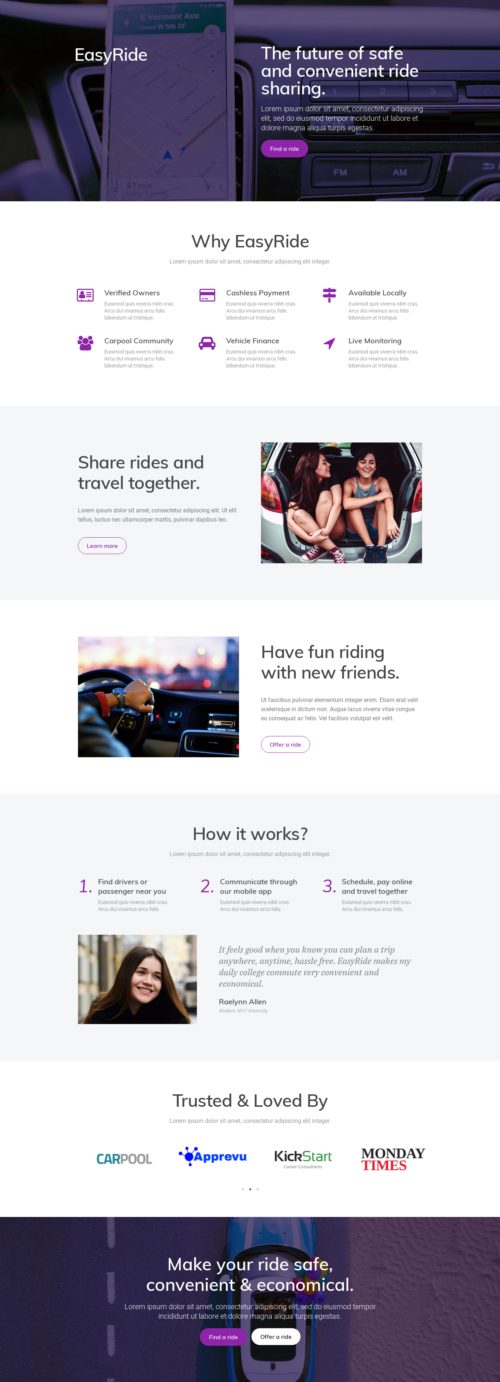 S Vermont Ave
W 5th St
EasyRide
The future of safe
and convenient ride
sharing.
Lorem ipsum dolor sit amet, consectetur adipiscing
elit, sed do eiusmod tempor incididunt ut labore et
dolore magna aliqua turpis egestas.
Find a ride
FM
AM
Why EasyRide
Lorem ipsum dolor sit amet, consectetur adipiscing elit integer.
Verified Owners
Euismod quis viverra nibh cras.
Arcu dui vivamus arcu felis
bibendum ut tristique.
Cashless Payment
Euismod quis viverra nibh cras.
Arcu dui vivamus arcu felis
bibendum ut tristique.
Available Locally
Euismod quis viverra nibh cras.
Arcu dui vivamus arcu felis
bibendum ut tristique.
Carpool Community
Euismod quis viverra nibh cras.
Arcu dui vivamus arcu felis
bibendum ut tristique.
Vehicle Finance
Euismod quis viverra nibh cras.
Arcu dui vivamus arcu felis
bibendum ut tristique.
Live Monitoring
Euismod quis viverra nibh cras.
Arcu dui vivamus arcu felis
bibendum ut tristique.
Share rides and
travel together.
Lorem ipsum dolor sit amet, consectetur adipiscing elit. Ut elit
tellus, luctus nec ullamcorper mattis, pulvinar dapibus leo.
Learn more
Have fun riding
with new friends.
Ut faucibus pulvinar elementum integer enim. Etiam erat velit
scelerisque in dictum non. Augue lacus viverra vitae congue
eu consequat ac felis. Vel facilisis volutpat est velit.
Offer a ride
How it works?
Lorem ipsum dolor sit amet, consectetur adipiscing elit integer.
1.
Find drivers or
passenger near you
Euismod quis viverra nibh cras.
Arcu dui vivamus arcu felis.
2.
Communicate through
our mobile app
Euismod quis viverra nibh cras.
Arcu dui vivamus arcu felis.
3.
Schedule, pay online
and travel together
Euismod quis viverra nibh cras.
Arcu dui vivamus arcu felis.
It feels good when you know you can plan a trip
anywhere, anytime, hassle free. EasyRide makes my
daily college commute very convenient and
economical.
Raelynn Allen
Student, NYC University
Trusted & Loved By
Lorem ipsum dolor sit amet, consectetur adipiscing elit integer.
CARPOOL
Apprevu
KickStart
Career Consultants
MONDAY
TIMES
Make your ride safe,
convenient & economical.
Lorem ipsum dolor sit amet, consectetur adipiscing elit, sed do eiusmod tempor
incididunt ut labore et dolore magna aliqua turpis egestas.
Find a ride
Offer a ride